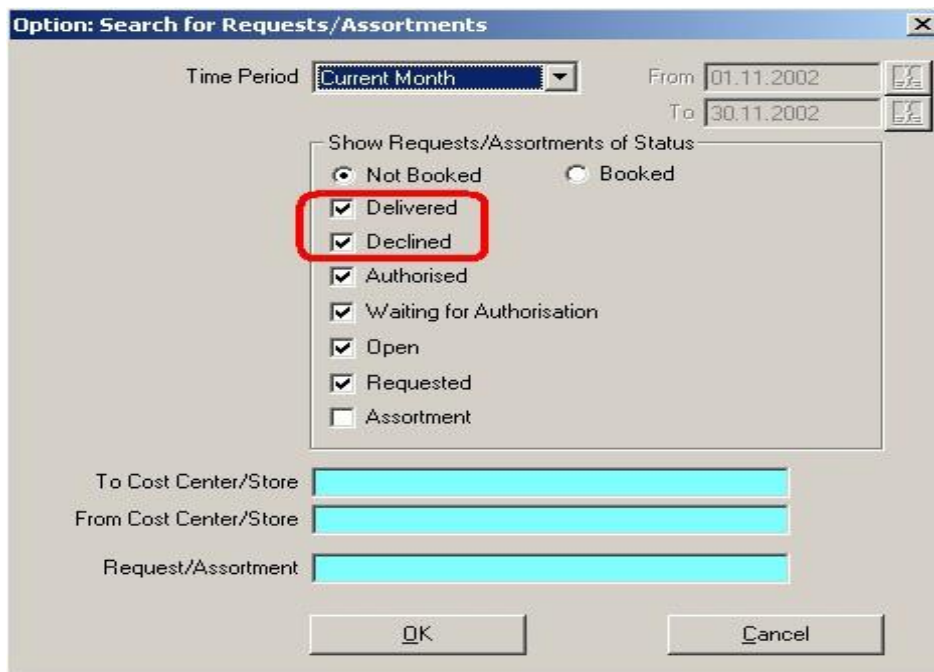 Option: Search for Requests/Assortments
Time Period Current Month From 01.11.2002
To 30.11.2002
Show Requests/Assortments of Status
Not Booked Booked
Delivered
Declined
Authorised
Waiting for Authorisation
Open
Requested
Assortment
To Cost Center/Store
From Cost Center/Store
Request/Assortment
OK Cancel